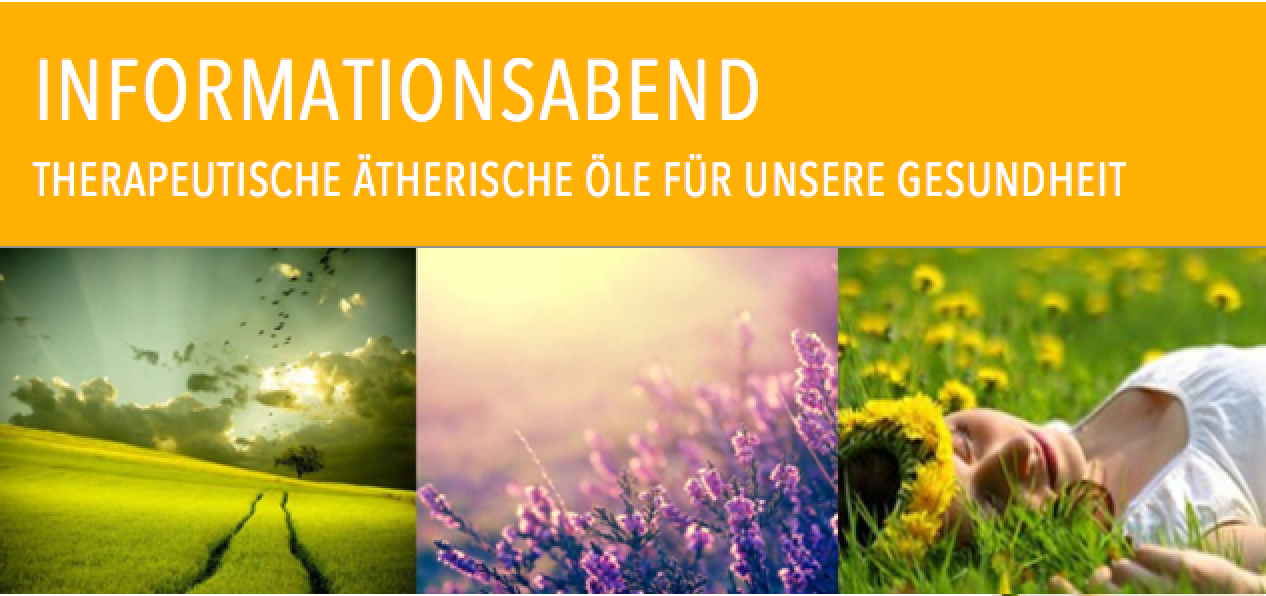 INFORMATIONSABEND
THERAPEUTISCHE ÄTHERISCHE ÖLE FÜR UNSERE GESUNDHEIT